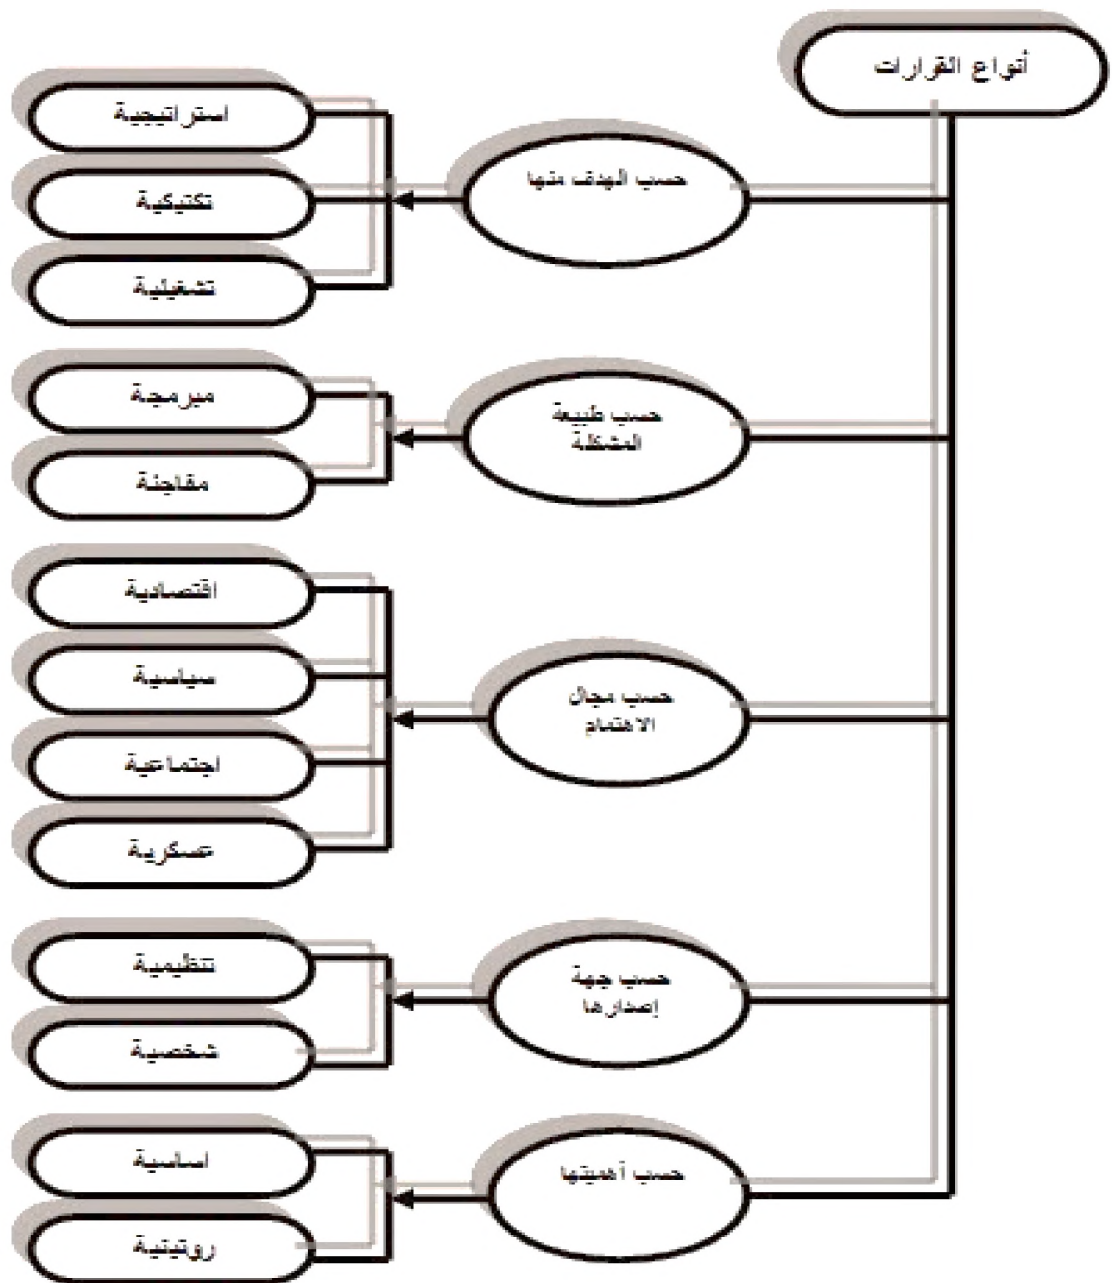 أنواع القرارات
حسب الهدف منها
استراتيجية
تكتيكية
تشغيلية
حسب طبيعة
المشكلة
مبرمجة
مفاجئة
حسب مجال
الاهتمام
اقتصادية
سياسية
اجتماعية
عسكرية
حسب جهة
إصدارها
تنظيمية
شخصية
حسب أهميتها
اساسية
روتينية